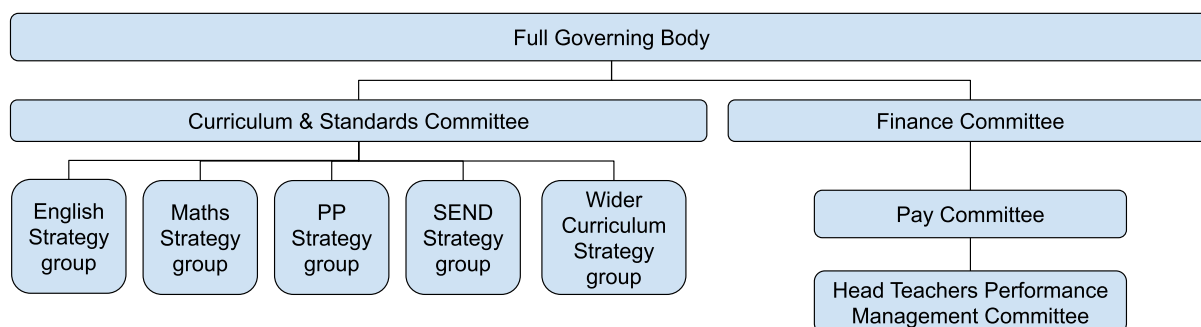 Full Governing Body
Curriculum & Standards Committee
Finance Committee
English
Strategy
group
Maths
Strategy
group
PP
Strategy
group
SEND
Strategy
group
Wider
Curriculum
Strategy
group
Pay Committee
Head Teachers Performance
Management Committee